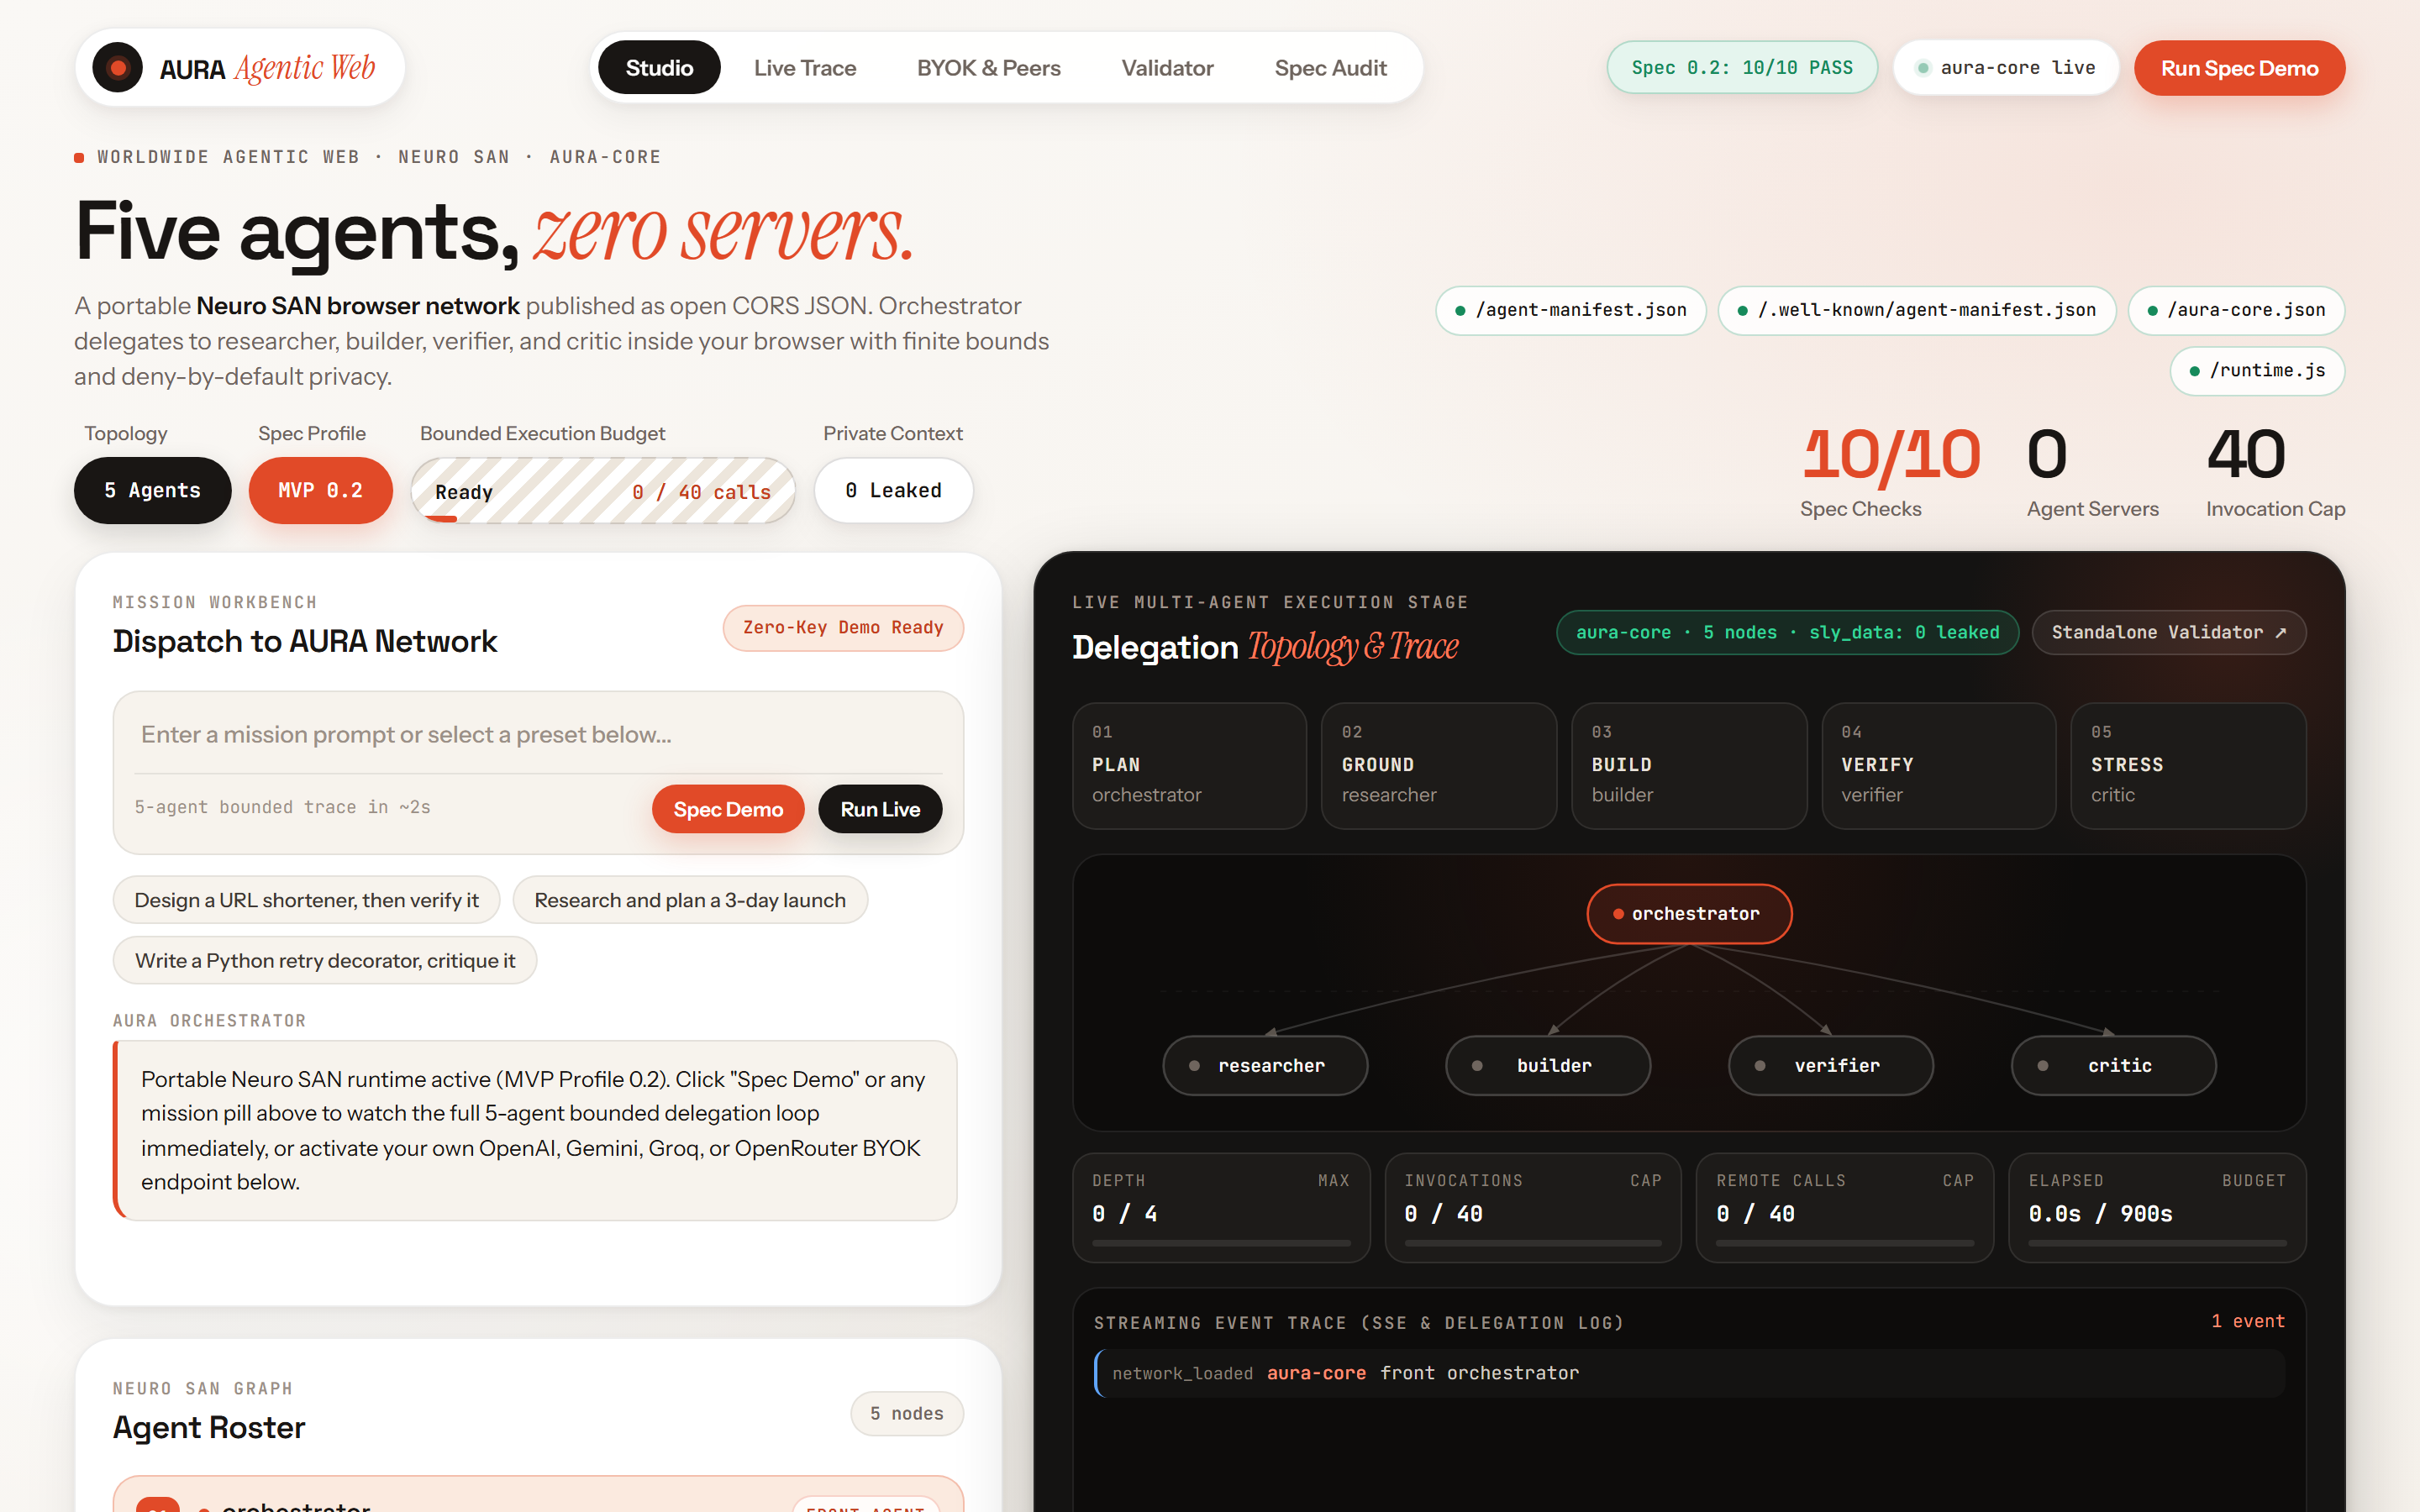 AURA Agentic Web
Studio
Live Trace
BYOK & Peers
Validator
Spec Audit
Spec 0.2: 10/10 PASS
aura-core live
Run Spec Demo
WORLDWIDE AGENTIC WEB · NEURO SAN · AURA-CORE
Five agents, zero servers.
A portable Neuro SAN browser network published as open CORS JSON. Orchestrator
delegates to researcher, builder, verifier, and critic inside your browser with finite bounds
and deny-by-default privacy.
/agent-manifest.json
/.well-known/agent-manifest.json
/aura-core.json
/runtime.js
Topology
5 Agents
Spec Profile
MVP 0.2
Bounded Execution Budget
Ready
0 / 40 calls
Private Context
0 Leaked
10/10
Spec Checks
0
Agent Servers
40
Invocation Cap
MISSION WORKBENCH
Dispatch to AURA Network
Zero-Key Demo Ready
Enter a mission prompt or select a preset below...
5-agent bounded trace in ~2s
Spec Demo
Run Live
Design a URL shortener, then verify it
Research and plan a 3-day launch
Write a Python retry decorator, critique it
AURA ORCHESTRATOR
Portable Neuro SAN runtime active (MVP Profile 0.2). Click "Spec Demo" or any
mission pill above to watch the full 5-agent bounded delegation loop
immediately, or activate your own OpenAI, Gemini, Groq, or OpenRouter BYOK
endpoint below.
NEURO SAN GRAPH
Agent Roster
5 nodes
orchestrator
FRONT AGENT
LIVE MULTI-AGENT EXECUTION STAGE
Delegation Topology & Trace
aura-core · 5 nodes · sly_data: 0 leaked
Standalone Validator ↗
01
PLAN
orchestrator
02
GROUND
researcher
03
BUILD
builder
04
VERIFY
verifier
05
STRESS
critic
orchestrator
researcher
builder
verifier
critic
DEPTH MAX
0 / 4
INVOCATIONS CAP
0 / 40
REMOTE CALLS CAP
0 / 40
ELAPSED BUDGET
0.0s / 900s
STREAMING EVENT TRACE (SSE & DELEGATION LOG)
1 event
network_loaded aura-core front orchestrator